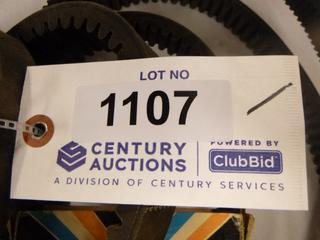 LOT NO
1107
CENTURY
AUCTIONS
POWERED BY
ClubBid
A DIVISION OF CENTURY SERVICES